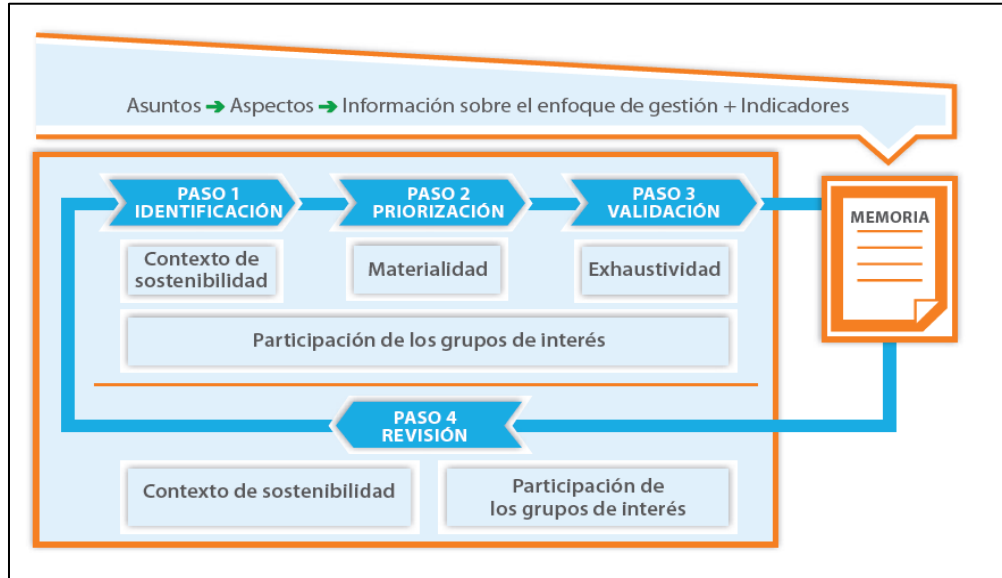 Asuntos ➔ Aspectos ➔ Información sobre el enfoque de gestión + Indicadores
PASO 1
IDENTIFICACIÓN
PASO 2
PRIORIZACIÓN
PASO 3
VALIDACIÓN
MEMORIA
Contexto de
sostenibilidad
Materialidad
Exhaustividad
Participación de los grupos de interés
PASO 4
REVISIÓN
Contexto de sostenibilidad
Participación de
los grupos de interés